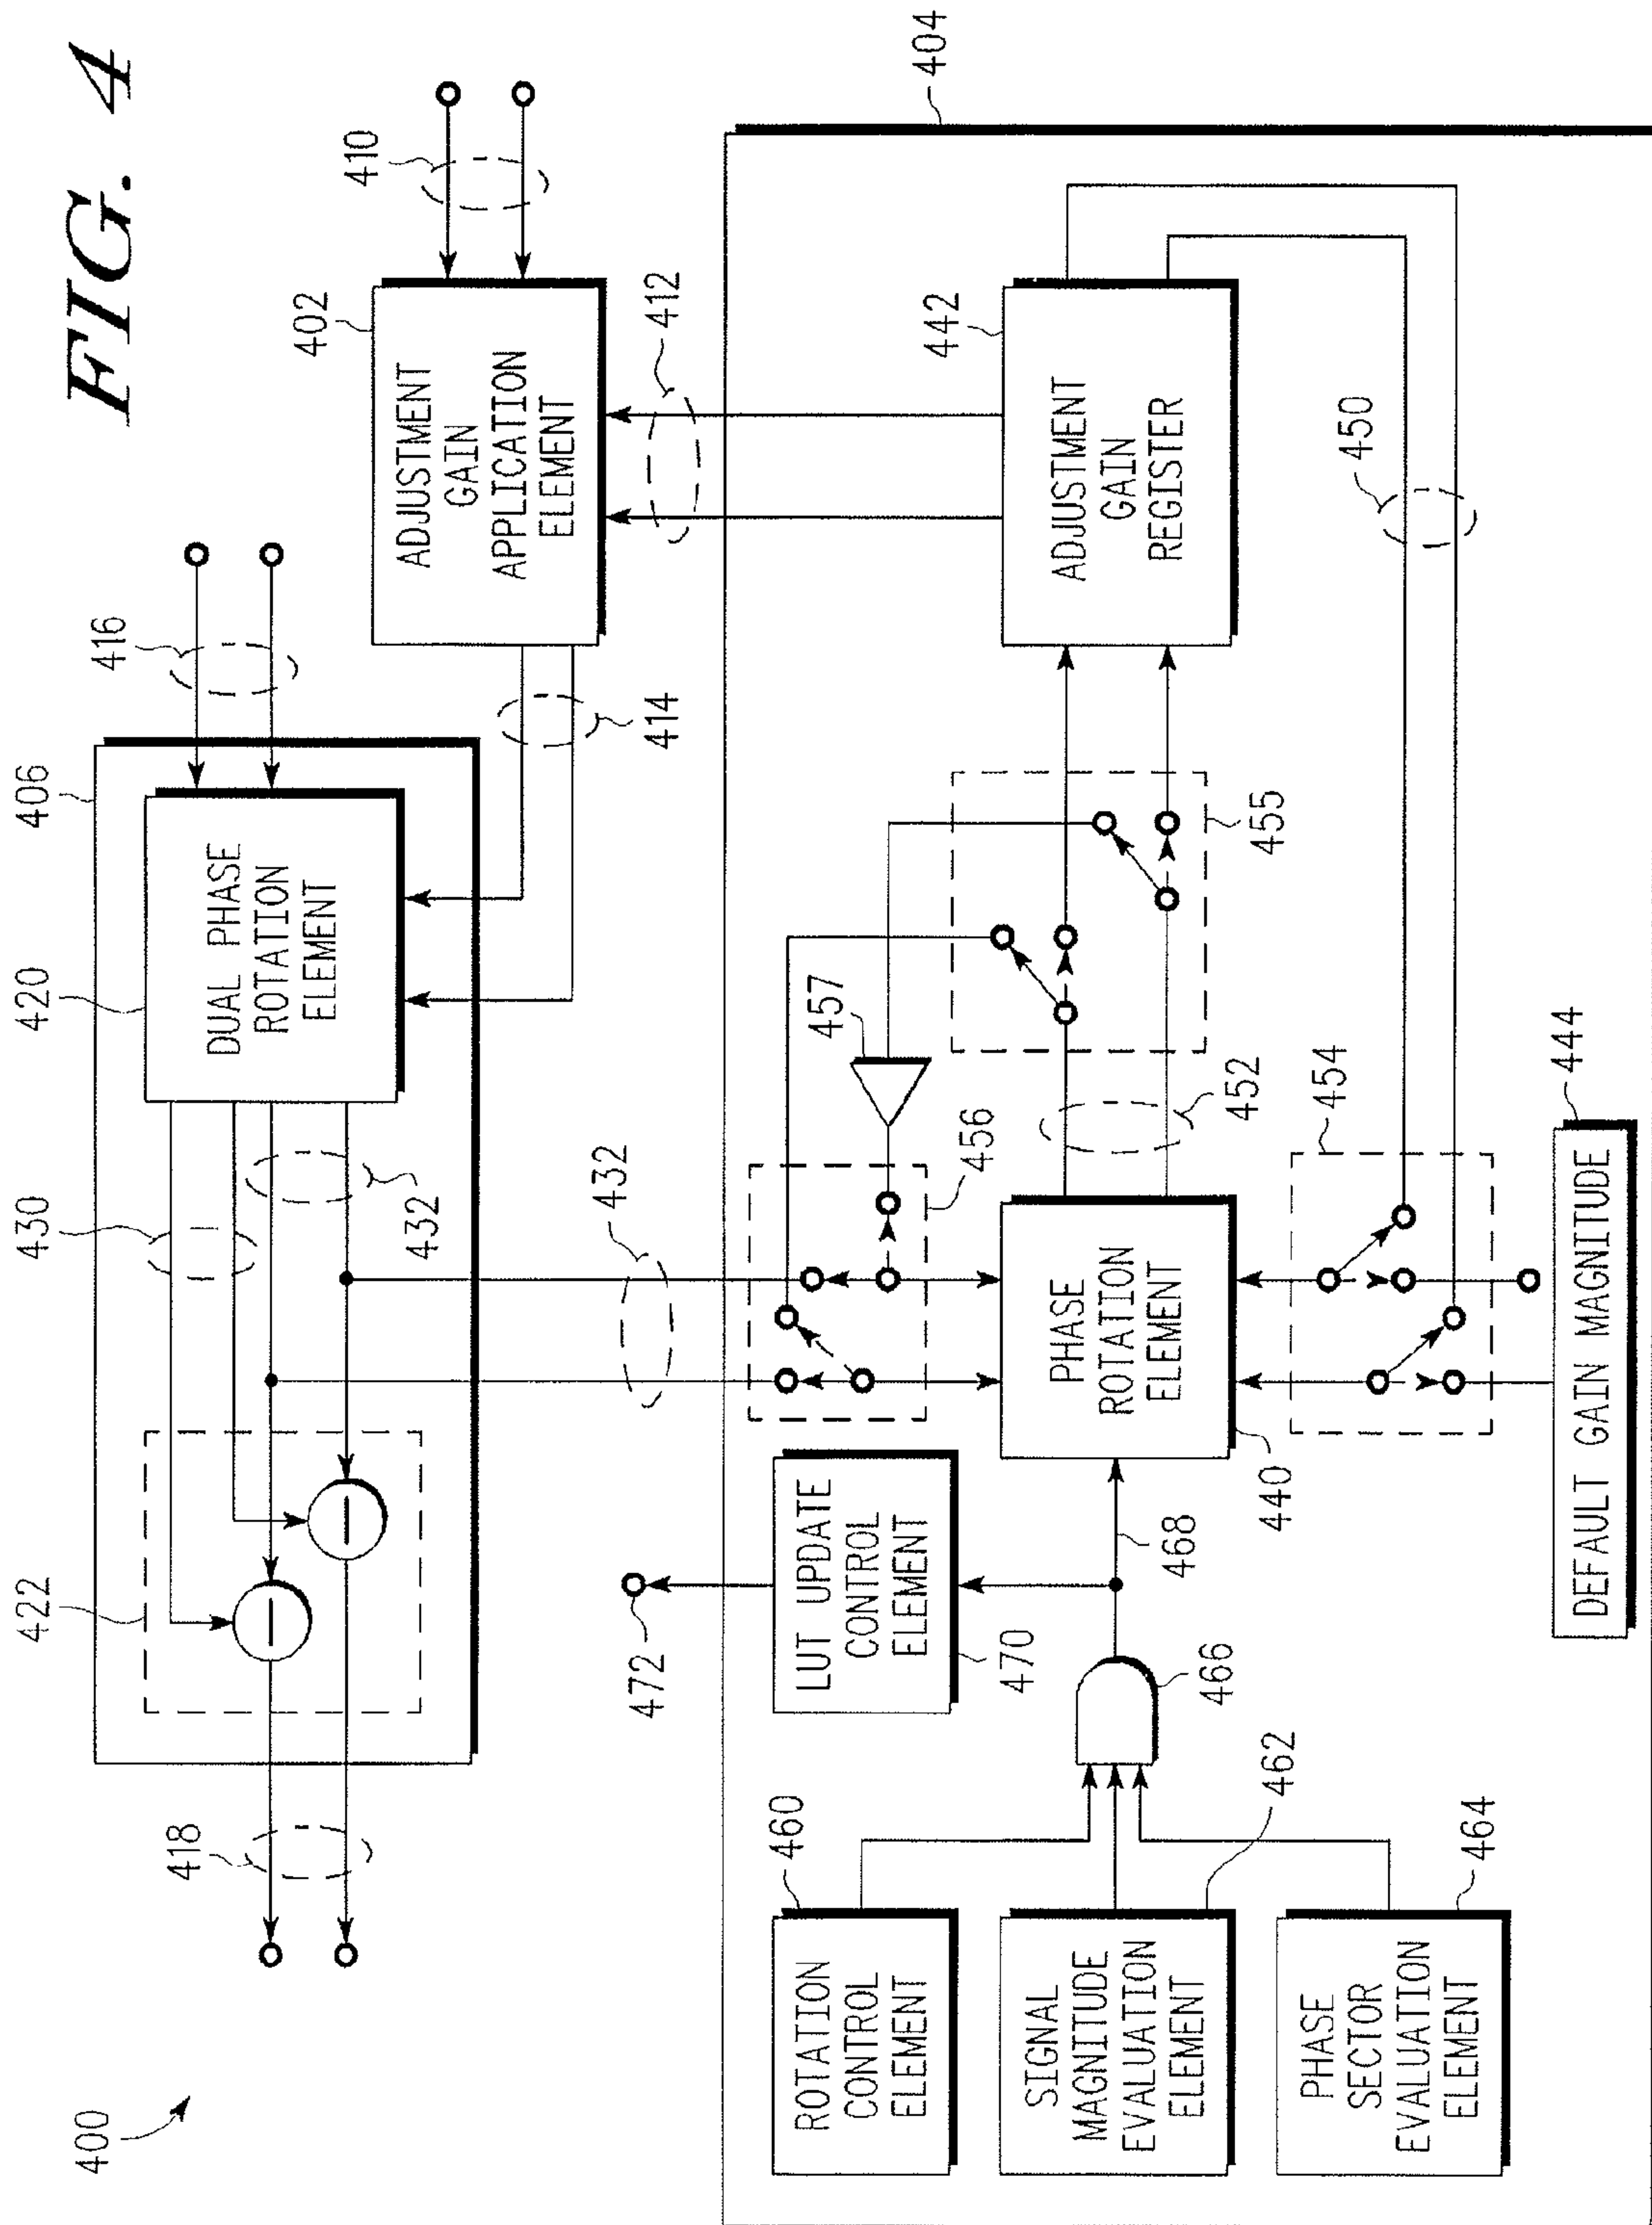 FIG. 4
400
418
422
430
420
406
416
432
DUAL PHASE
ROTATION
ELEMENT
414
402
ADJUSTMENT
GAIN
APPLICATION
ELEMENT
410
412
404
432
472
LUT UPDATE
CONTROL
ELEMENT
470
456
457
455
452
442
ADJUSTMENT
GAIN
REGISTER
450
460
ROTATION
CONTROL
ELEMENT
462
SIGNAL
MAGNITUDE
EVALUATION
ELEMENT
464
PHASE
SECTOR
EVALUATION
ELEMENT
466
468
440
PHASE
ROTATION
ELEMENT
454
444
DEFAULT GAIN MAGNITUDE